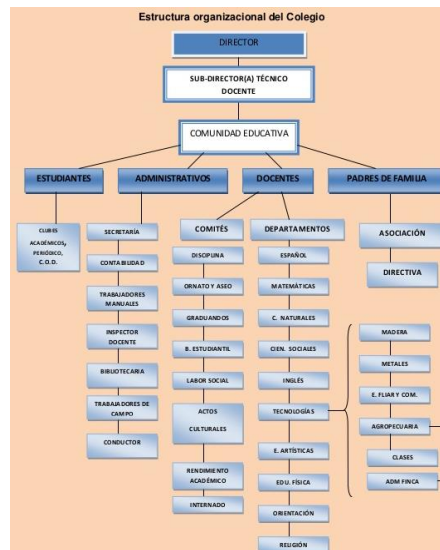 Estructura organizacional del Colegio
DIRECTOR
SUB-DIRECTOR(A) TÉCNICO
DOCENTE
COMUNIDAD EDUCATIVA
ESTUDIANTES
ADMINISTRATIVOS
DOCENTES
PADRES DE FAMILIA
CLUBES
ACADÉMICOS,
PERIÓDICO,
C.O.D.
SECRETARÍA
CONTABILIDAD
TRABAJADORES
MANUALES
INSPECTOR
DOCENTE
BIBLIOTECARIA
TRABAJADORES DE
CAMPO
CONDUCTOR
COMITÉS
DISCIPLINA
ORNATO Y ASEO
GRADUANDOS
B. ESTUDIANTIL
LABOR SOCIAL
ACTOS
CULTURALES
RENDIMIENTO
ACADÉMICO
INTERNADO
DEPARTAMENTOS
ESPAÑOL
MATEMÁTICAS
C. NATURALES
CIEN. SOCIALES
INGLÉS
TECNOLOGÍAS
E. ARTÍSTICAS
EDU. FÍSICA
ORIENTACIÓN
RELIGIÓN
ASOCIACIÓN
DIRECTIVA
MADERA
METALES
E. FLIAR Y COM.
AGROPECUARIA
CLASES
ADM FINCA